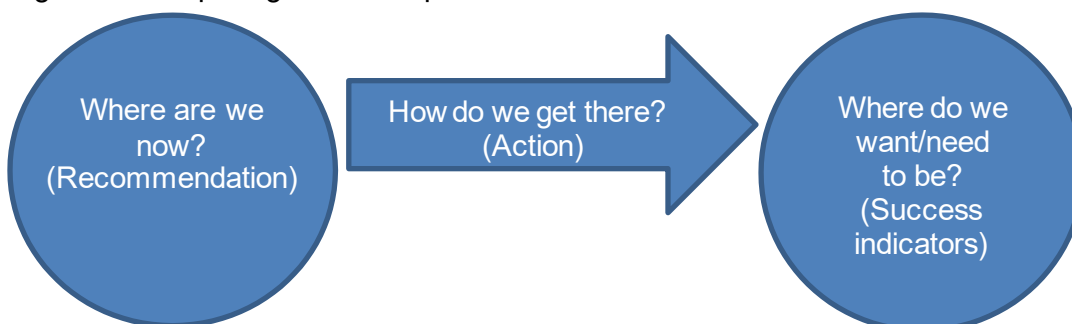 Where are we
now?
(Recommendation)
How do we get there?
(Action)
Where do we
want/need
to be?
(Success
indicators)